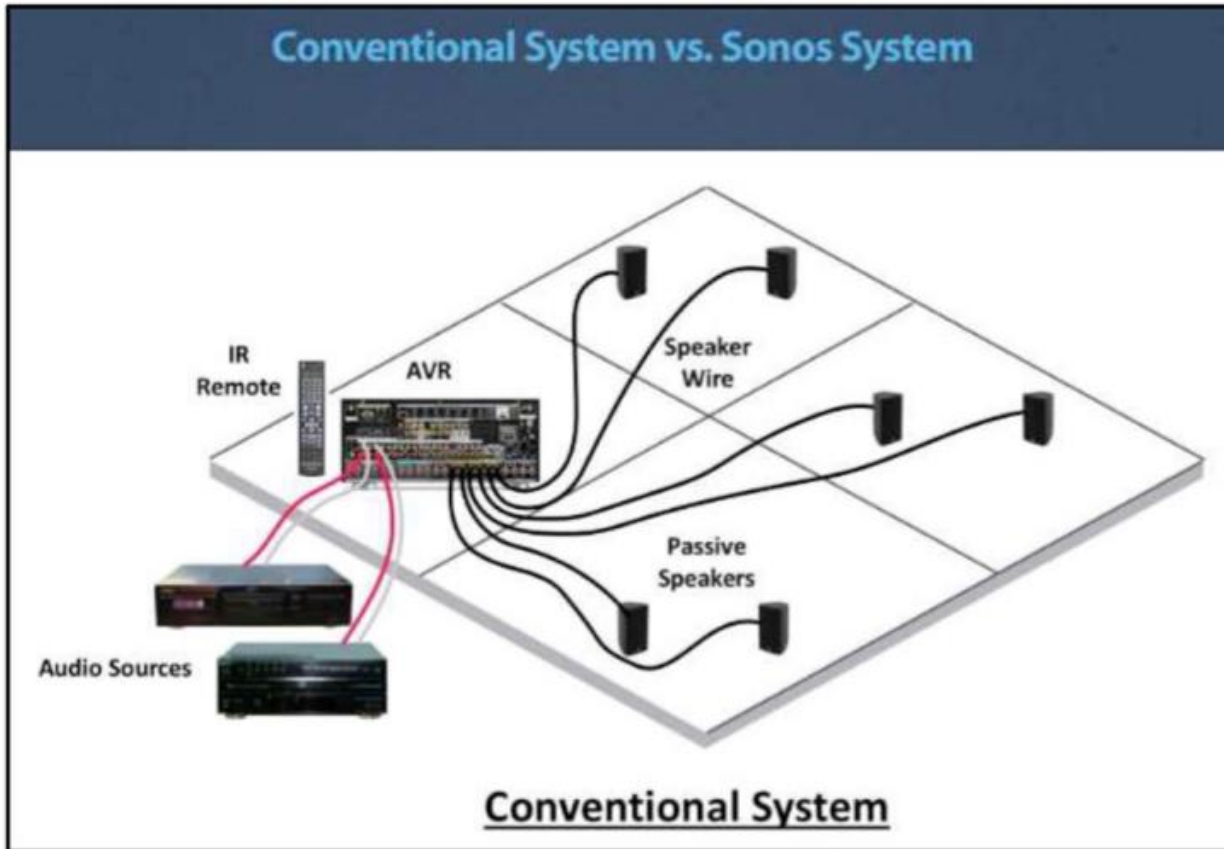 Conventional System vs. Sonos System
IR
Remote
AVR
Speaker
Wire
Passive
Speakers
Audio Sources
Conventional System